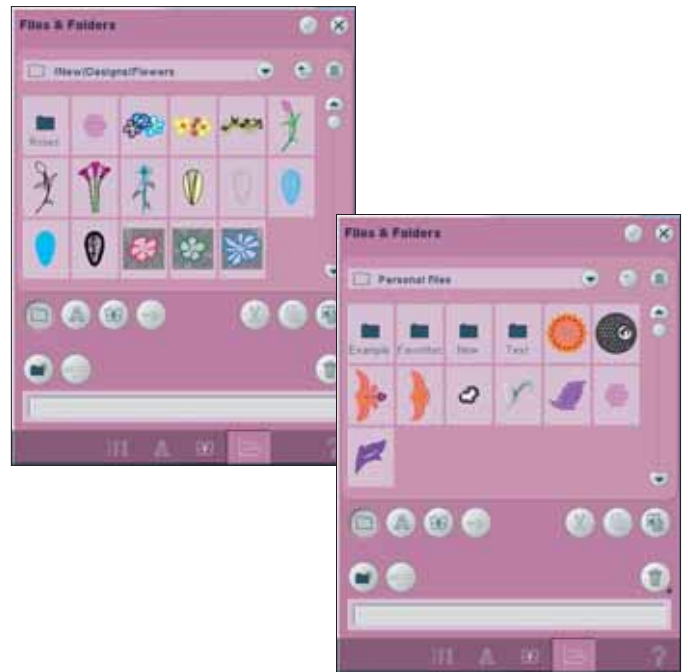 Files & Folders
/New/Designs/Flowers
Roses
Files & Folders
Personal files
Example Favorites New Test